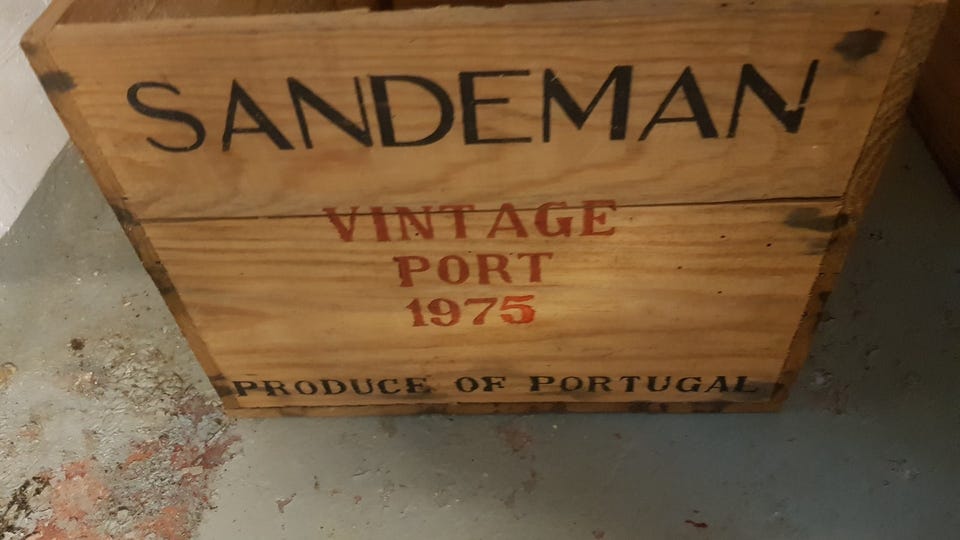 SANDEMAN
VINTAGE
PORT
1975
PRODUCE OF PORTUGAL